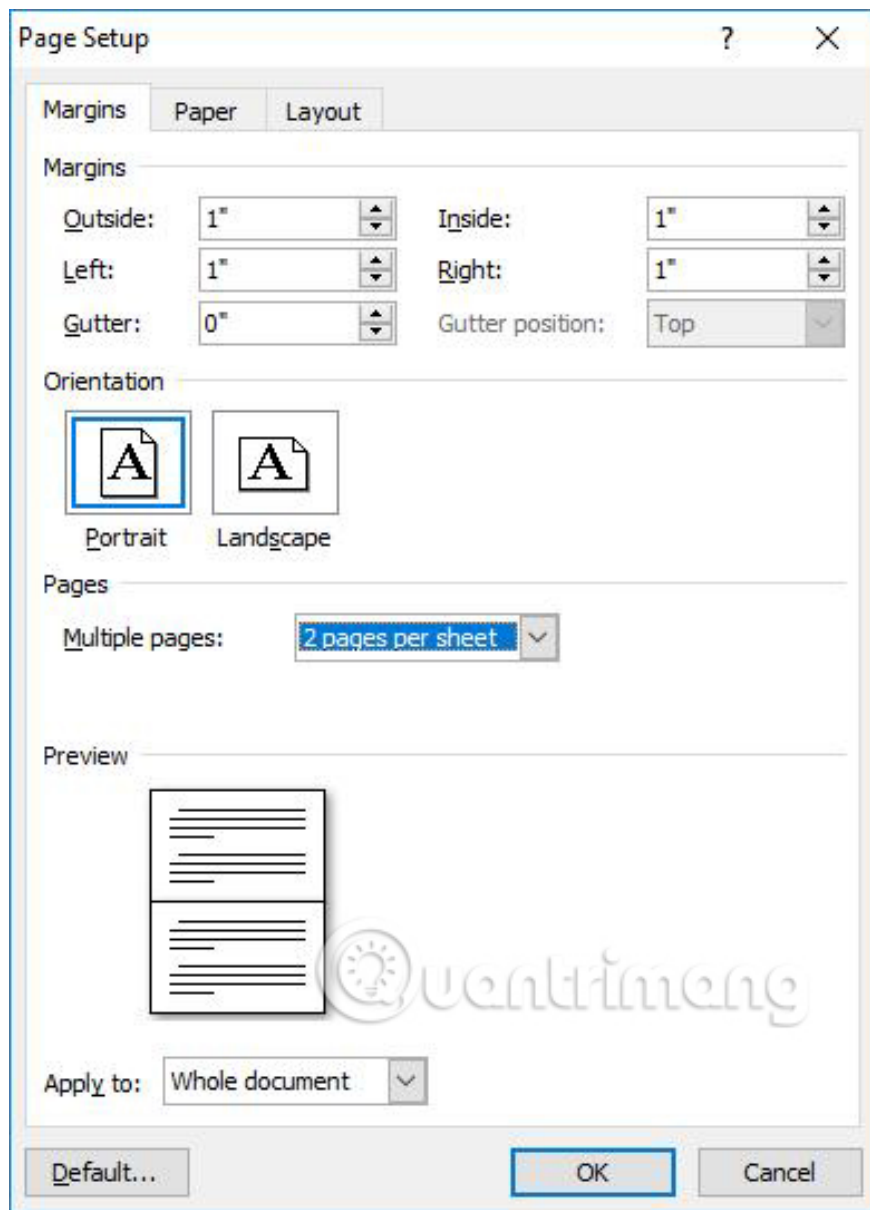 Page Setup ? X
Margins Paper Layout
Margins
Outside: 1" Inside: 1"
Left: 1" Right: 1"
Gutter: 0" Gutter position: Top
Orientation
A A
Portrait Landscape
Pages
Multiple pages: 2 pages per sheet
Preview
Quantrimang
Apply to: Whole document
Default... OK Cancel